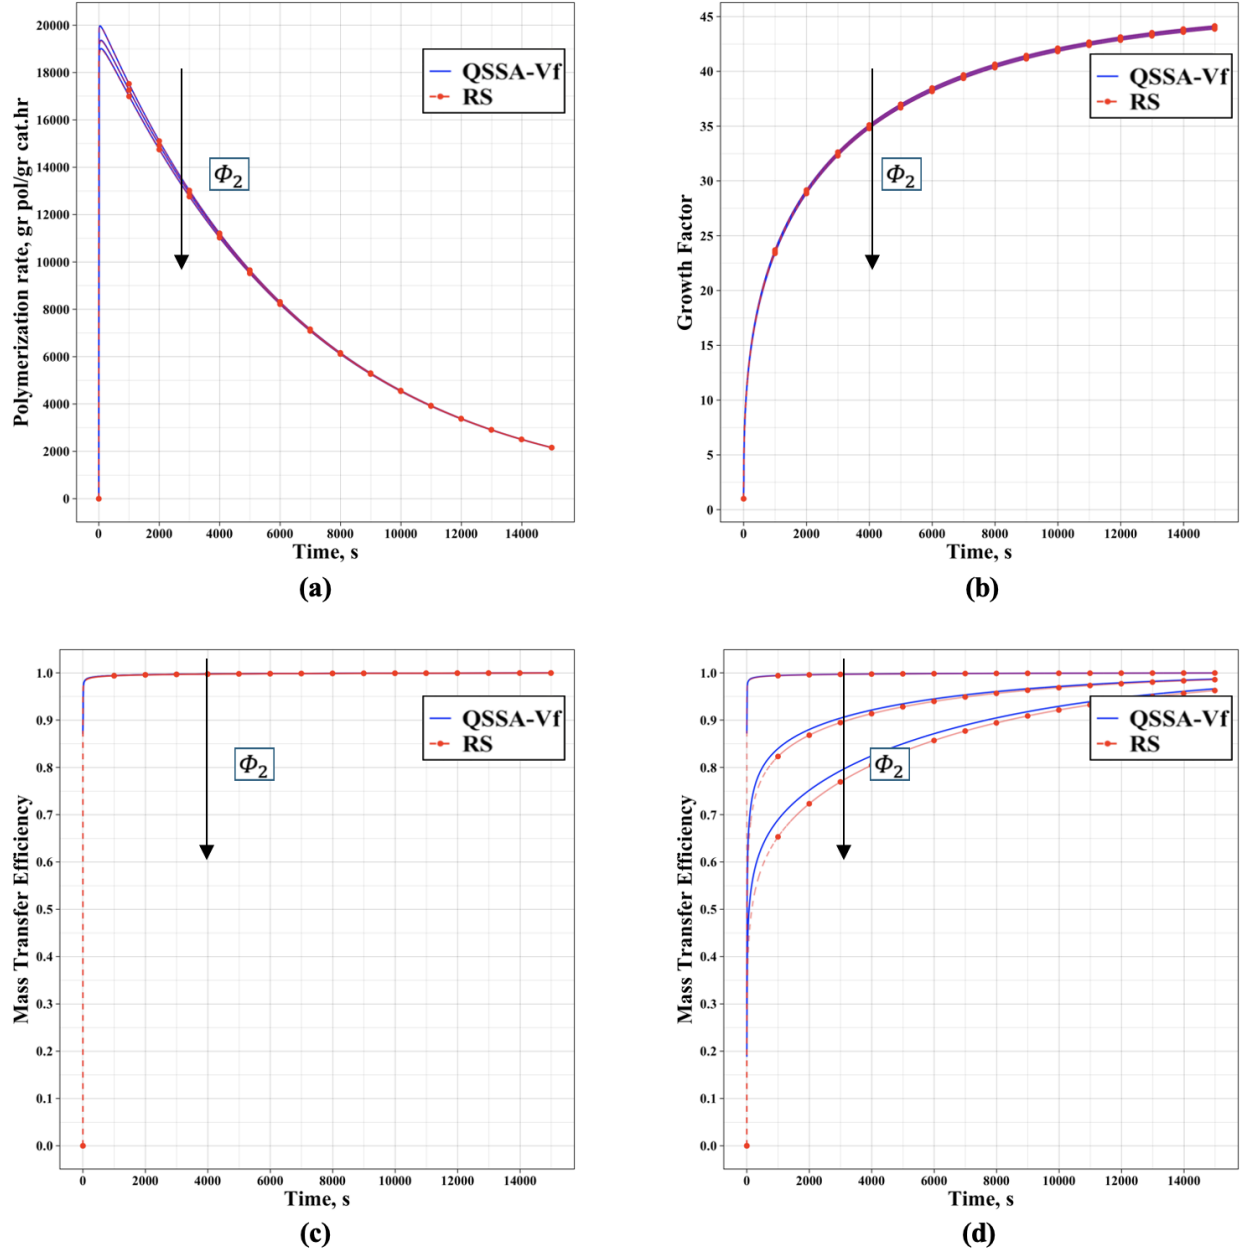 Polymerization rate, gr pol/gr cat.hr
20000
18000
16000
14000
12000
10000
8000
6000
4000
2000
0
QSSA-Vf
RS
Φ2
0 2000 4000 6000 8000 10000 12000 14000
Time, s
(a)
Growth Factor
45
40
35
30
25
20
15
10
5
0
QSSA-Vf
RS
Φ2
0 2000 4000 6000 8000 10000 12000 14000
Time, s
(b)
Mass Transfer Efficiency
1.0
0.9
0.8
0.7
0.6
0.5
0.4
0.3
0.2
0.1
0.0
QSSA-Vf
RS
Φ2
0 2000 4000 6000 8000 10000 12000 14000
Time, s
(c)
Mass Transfer Efficiency
1.0
0.9
0.8
0.7
0.6
0.5
0.4
0.3
0.2
0.1
0.0
QSSA-Vf
RS
Φ2
0 2000 4000 6000 8000 10000 12000 14000
Time, s
(d)